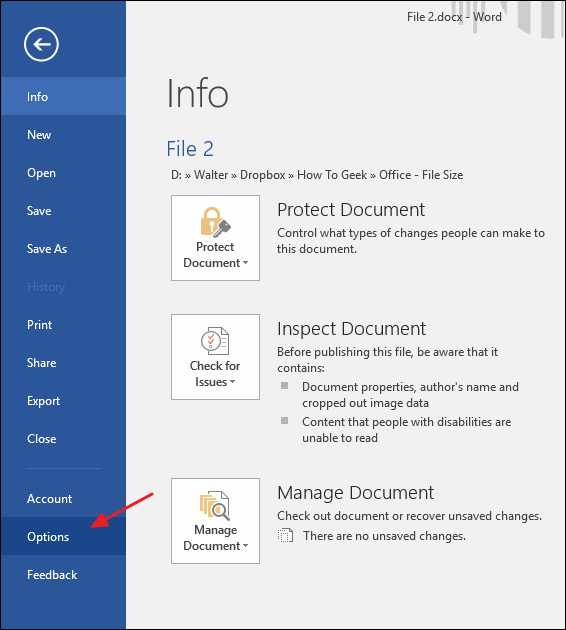 File 2.docx - Word
Info
New
Open
Save
Save As
History
Print
Share
Export
Close
Account
Options
Feedback
Info
File 2
D: » Walter » Dropbox » How To Geek » Office - File Size
Protect
Document
Protect Document
Control what types of changes people can make to
this document.
Check for
Issues
Inspect Document
Before publishing this file, be aware that it
contains:
Document properties, author's name and
cropped out image data
Content that people with disabilities are
unable to read
Manage
Document
Manage Document
Check out document or recover unsaved changes.
There are no unsaved changes.